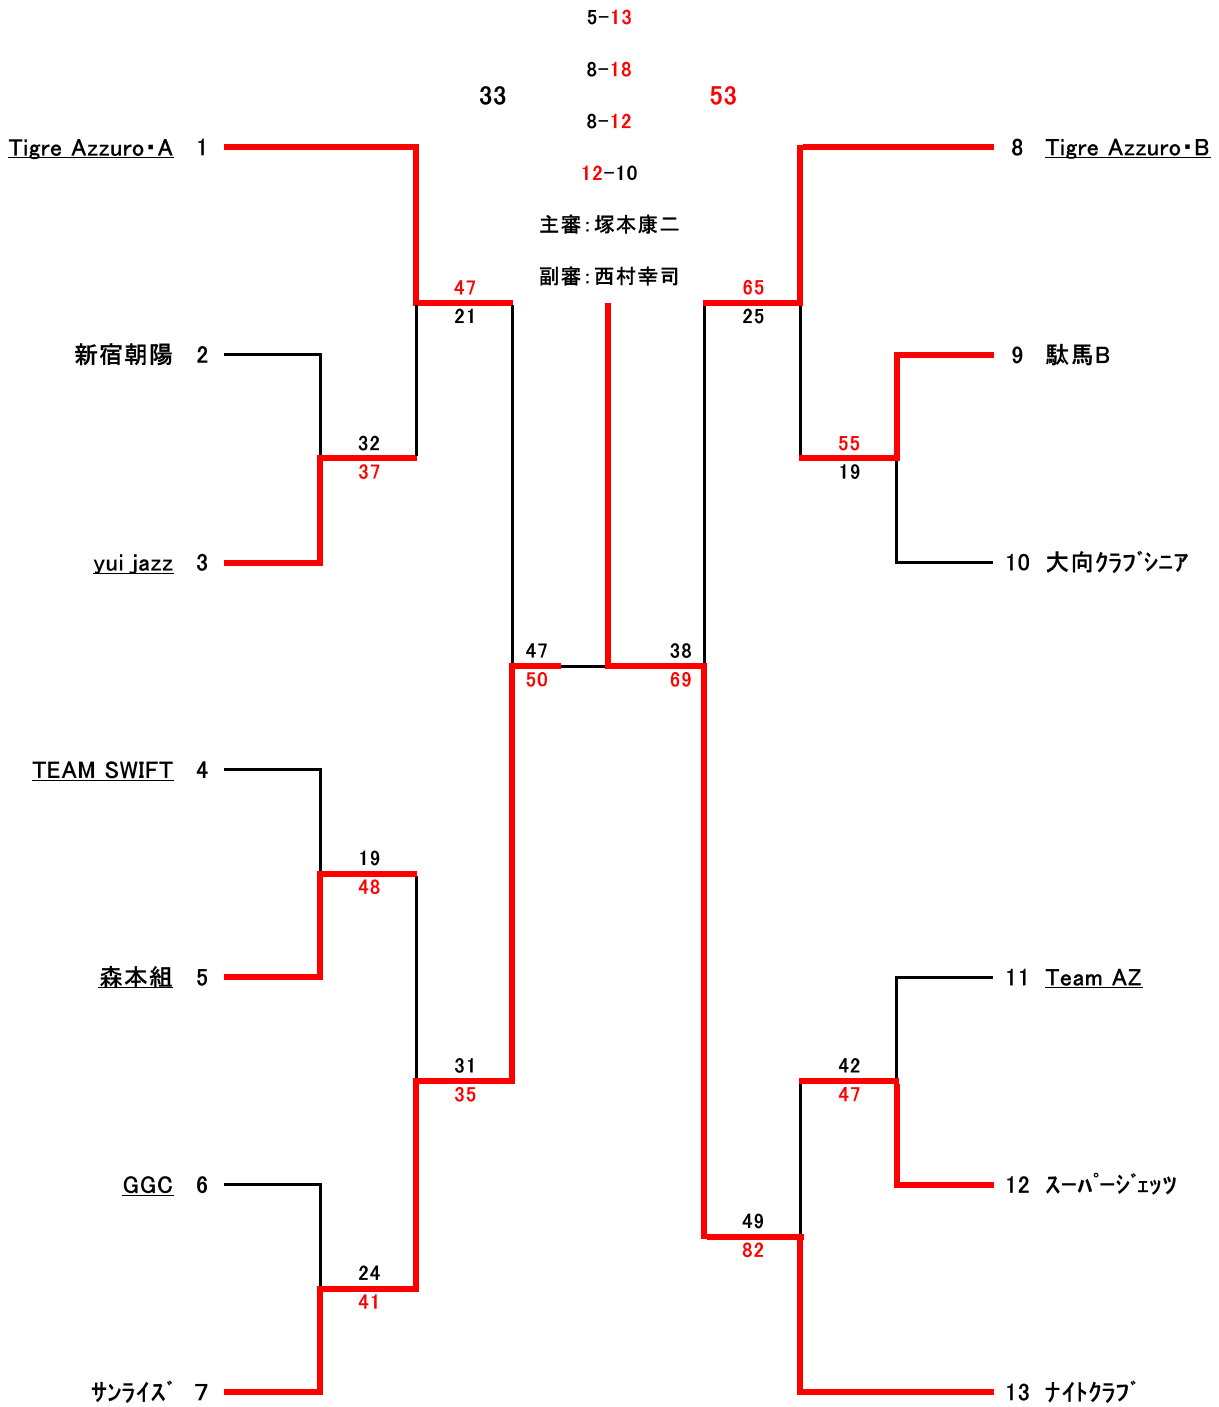 5-13
8-18
33
53
8-12
Tigre Azzuro・A 1
8 Tigre Azzuro・B
12-10
主審：塚本康二
副審：西村幸司
47
21
65
25
新宿朝陽 2
9 駄馬B
32
37
55
19
yui jazz 3
10 大向ｸﾗﾌﾞｼﾆｱ
47
50
38
69
TEAM SWIFT 4
19
48
森本組 5
11 Team AZ
31
35
42
47
GGC 6
12 ｽｰﾊﾟｰｼﾞｪｯﾂ
49
82
24
41
ｻﾝﾗｲｽﾞ 7
13 ﾅｲﾄｸﾗﾌﾞ